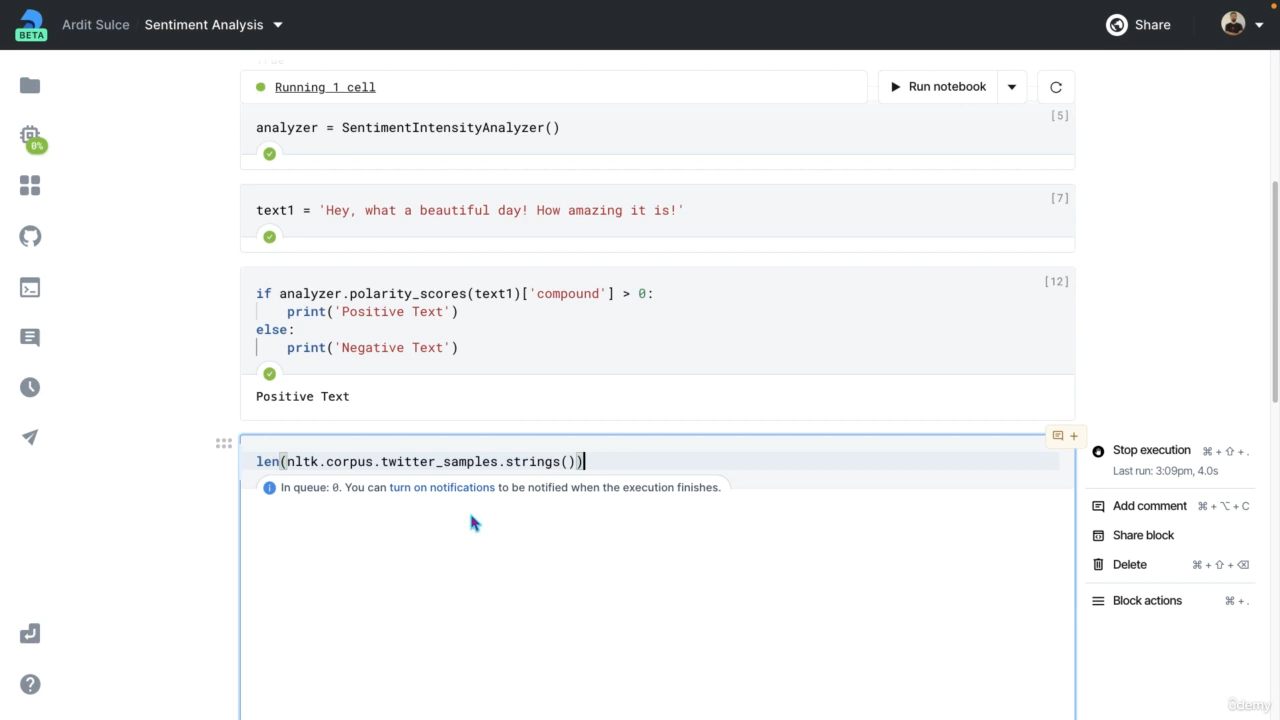 BETA
Ardit Sulce
Sentiment Analysis
Share
Running 1 cell
Run notebook
[5]
analyzer = SentimentIntensityAnalyzer()
0%
[7]
text1 = 'Hey, what a beautiful day! How amazing it is!'
[12]
if analyzer.polarity_scores(text1)['compound'] > 0:
print('Positive Text')
else:
print('Negative Text')
Positive Text
len(nltk.corpus.twitter_samples.strings())
In queue: 0. You can turn on notifications to be notified when the execution finishes.
Stop execution ⌘ + ⇧ + .
Last run: 3:09pm, 4.0s
Add comment ⌘ + ⌥ + C
Share block
Delete ⌘ + ⇧ + ⌫
Block actions ⌘ + .
ûdemy